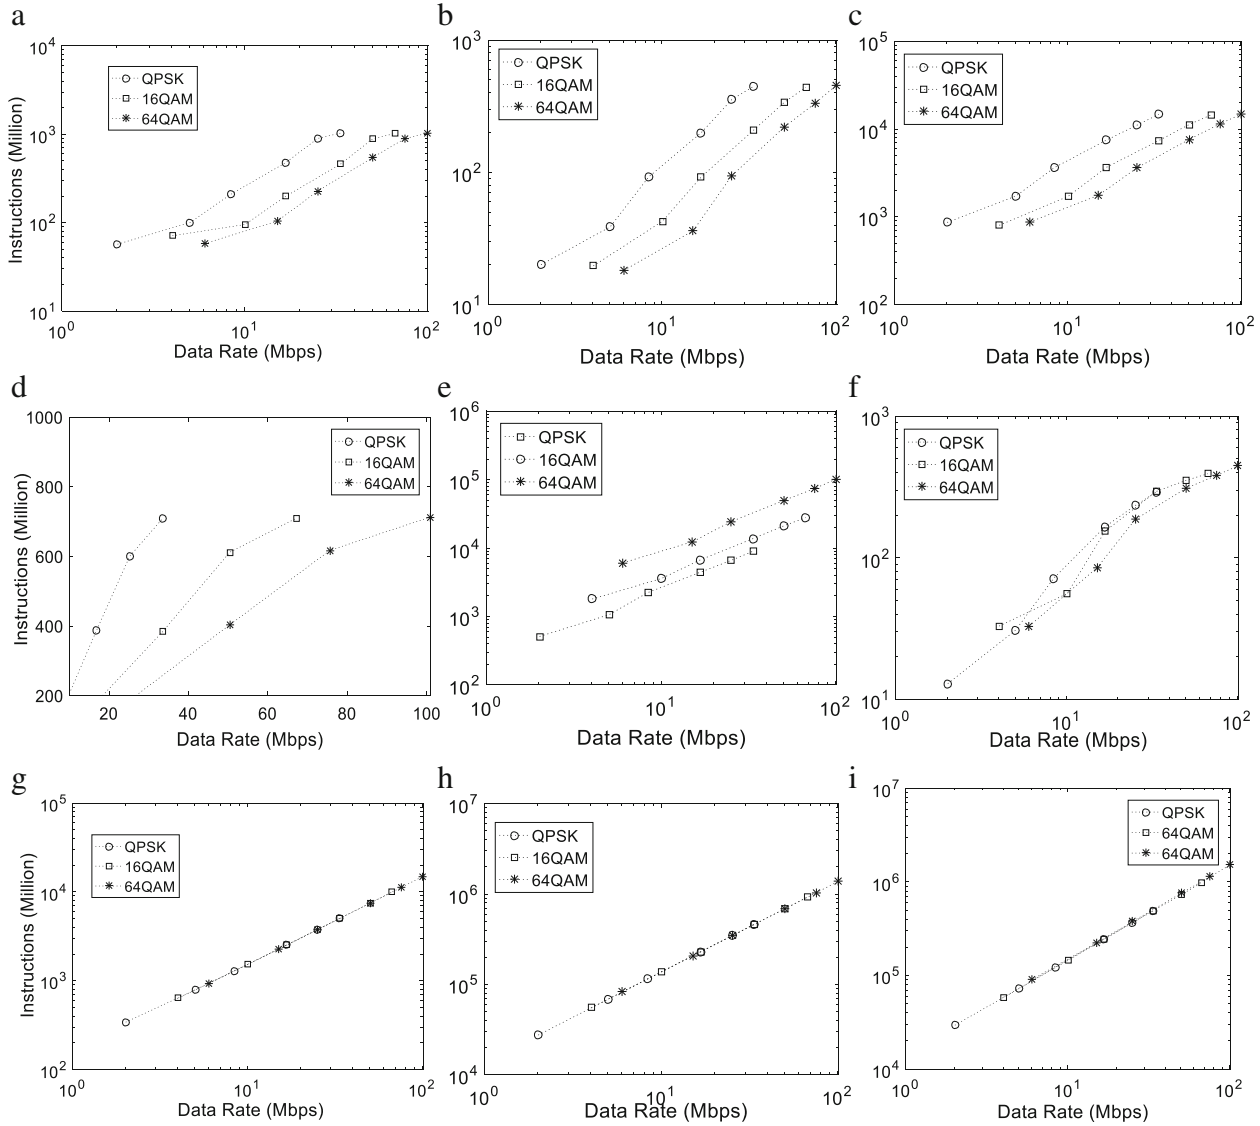 a
10^4
10^3
10^2
10^1
Instructions (Million)
QPSK
16QAM
64QAM
10^0
10^1
10^2
Data Rate (Mbps)
b
10^3
10^2
10^1
QPSK
16QAM
64QAM
10^0
10^1
10^2
Data Rate (Mbps)
c
10^5
10^4
10^3
10^2
QPSK
16QAM
64QAM
10^0
10^1
10^2
Data Rate (Mbps)
d
1000
800
600
400
200
Instructions (Million)
QPSK
16QAM
64QAM
20
40
60
80
100
Data Rate (Mbps)
e
10^6
10^5
10^4
10^3
10^2
QPSK
16QAM
64QAM
10^0
10^1
10^2
Data Rate (Mbps)
f
10^3
10^2
10^1
QPSK
16QAM
64QAM
10^0
10^1
10^2
Data Rate (Mbps)
g
10^5
10^4
10^3
10^2
Instructions (Million)
QPSK
16QAM
64QAM
10^0
10^1
10^2
Data Rate (Mbps)
h
10^7
10^6
10^5
10^4
QPSK
16QAM
64QAM
10^0
10^1
10^2
Data Rate (Mbps)
i
10^7
10^6
10^5
10^4
QPSK
64QAM
64QAM
10^0
10^1
10^2
Data Rate (Mbps)